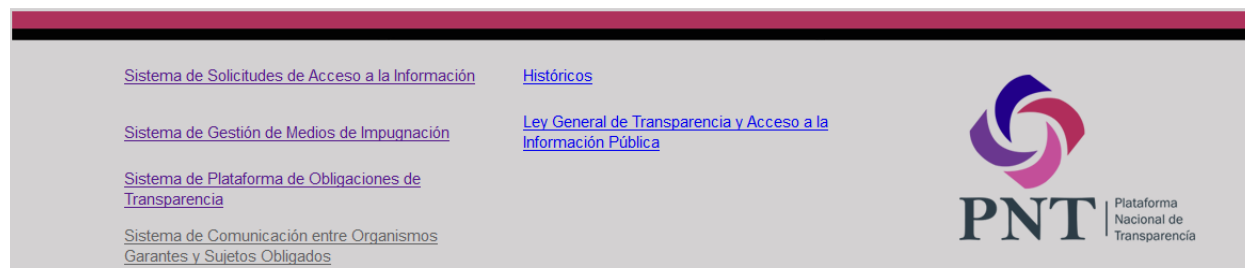 Sistema de Solicitudes de Acceso a la Información
Sistema de Gestión de Medios de Impugnación
Sistema de Plataforma de Obligaciones de
Transparencia
Sistema de Comunicación entre Organismos
Garantes y Sujetos Obligados
Históricos
Ley General de Transparencia y Acceso a la
Información Pública
PNT
Plataforma
Nacional de
Transparencía